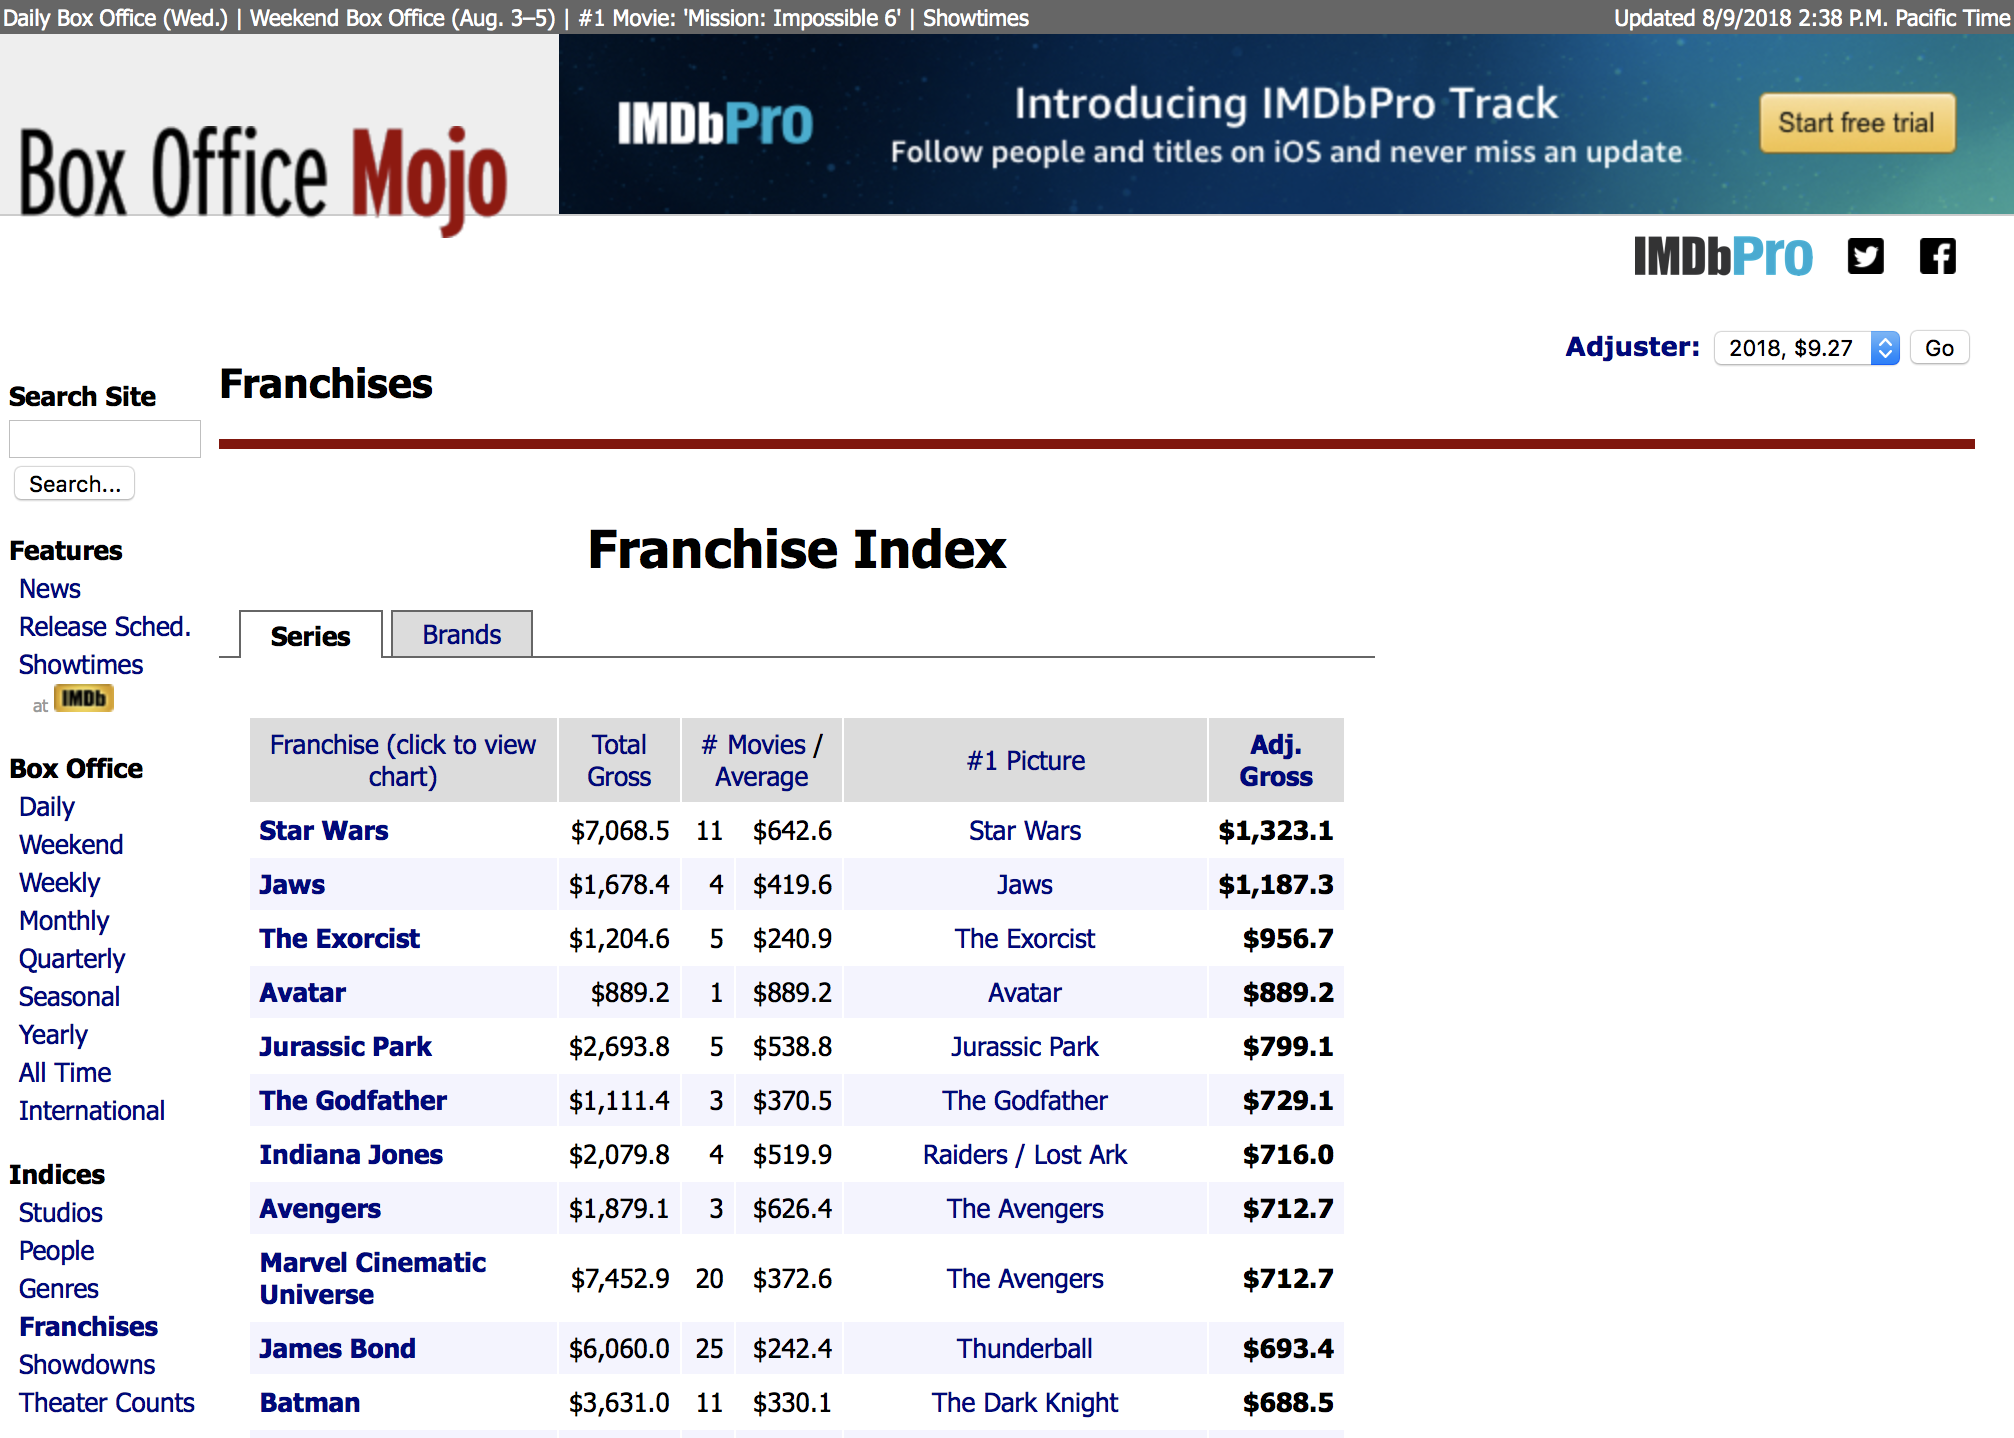 Daily Box Office (Wed.) | Weekend Box Office (Aug. 3–5) | #1 Movie: 'Mission: Impossible 6' | Showtimes
Updated 8/9/2018 2:38 P.M. Pacific Time
Box Office Mojo
IMDbPro
Introducing IMDbPro Track
Follow people and titles on iOS and never miss an update
Start free trial
IMDbPro
Adjuster: 2018, $9.27 Go
Search Site
Search...
Features
News
Release Sched.
Showtimes
at IMDb
Box Office
Daily
Weekend
Weekly
Monthly
Quarterly
Seasonal
Yearly
All Time
International
Indices
Studios
People
Genres
Franchises
Showdowns
Theater Counts
Franchises
Franchise Index
Series Brands
Franchise (click to view chart) Total Gross # Movies / Average #1 Picture Adj. Gross
Star Wars $7,068.5 11 $642.6 Star Wars $1,323.1
Jaws $1,678.4 4 $419.6 Jaws $1,187.3
The Exorcist $1,204.6 5 $240.9 The Exorcist $956.7
Avatar $889.2 1 $889.2 Avatar $889.2
Jurassic Park $2,693.8 5 $538.8 Jurassic Park $799.1
The Godfather $1,111.4 3 $370.5 The Godfather $729.1
Indiana Jones $2,079.8 4 $519.9 Raiders / Lost Ark $716.0
Avengers $1,879.1 3 $626.4 The Avengers $712.7
Marvel Cinematic Universe $7,452.9 20 $372.6 The Avengers $712.7
James Bond $6,060.0 25 $242.4 Thunderball $693.4
Batman $3,631.0 11 $330.1 The Dark Knight $688.5